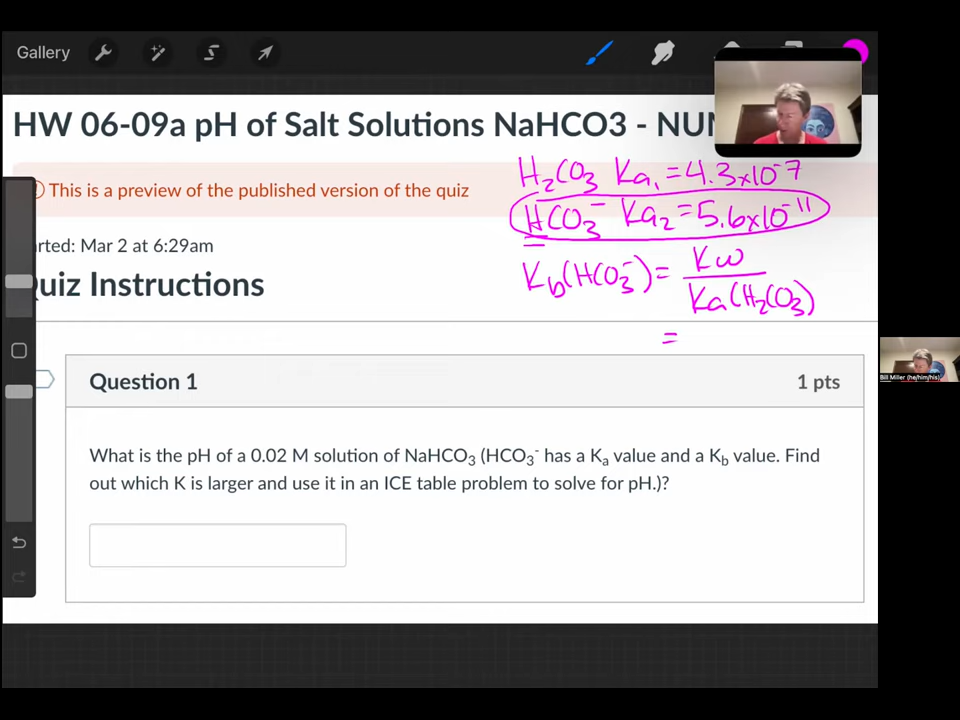 Gallery
HW 06-09a pH of Salt Solutions NaHCO3 - NU
H₂CO₃ Ka₁ = 4.3x10⁻⁷
This is a preview of the published version of the quiz
HCO₃⁻ Ka₂ = 5.6x10⁻¹¹
arted: Mar 2 at 6:29am
Kb(HCO₃⁻) = Kw
Ka(H₂CO₃)
Quiz Instructions
=
Question 1
1 pts
Bill Miller (he/him/his)
What is the pH of a 0.02 M solution of NaHCO₃ (HCO₃⁻ has a Kₐ value and a K_b value. Find
out which K is larger and use it in an ICE table problem to solve for pH.)?